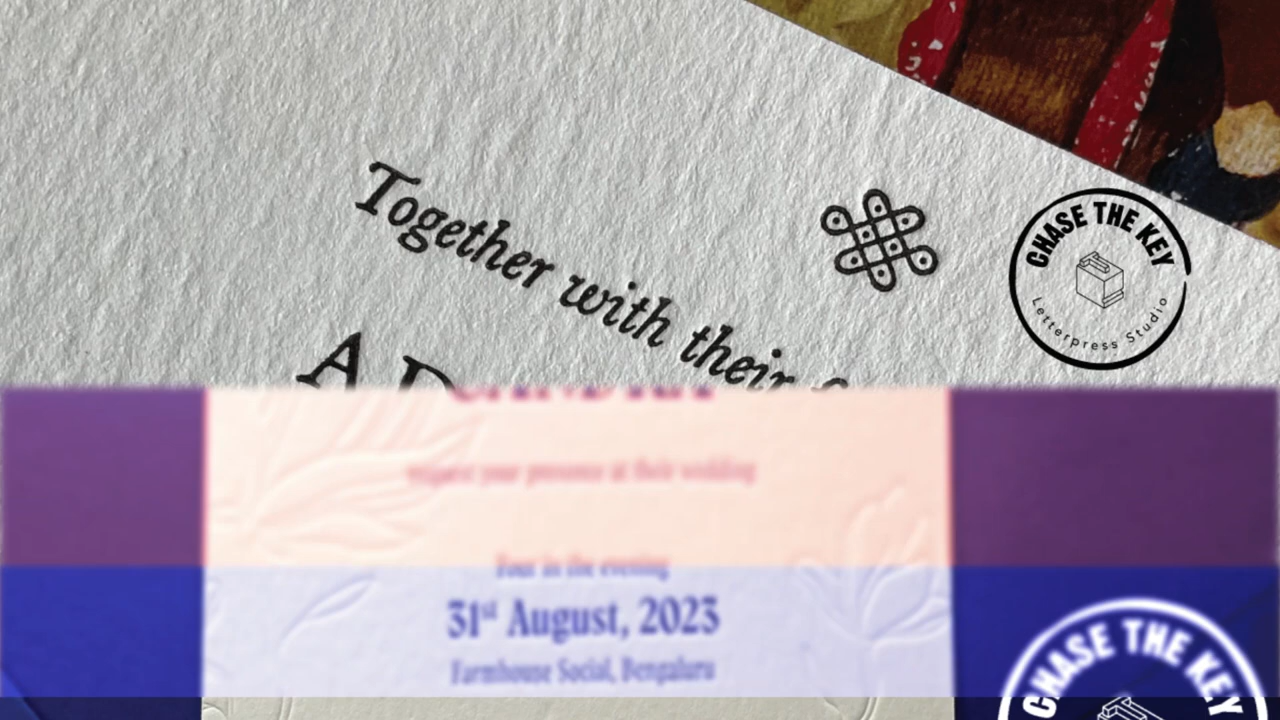 Together with their
CHASE THE KEY
Letterpress Studio
request your presence at their wedding
Four in the evening
31st August, 2023
Farmhouse Social, Bengaluru
CHASE THE KEY